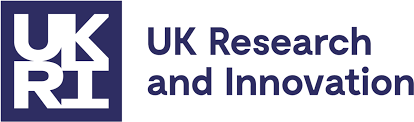 UK
RI
UK Research
and Innovation